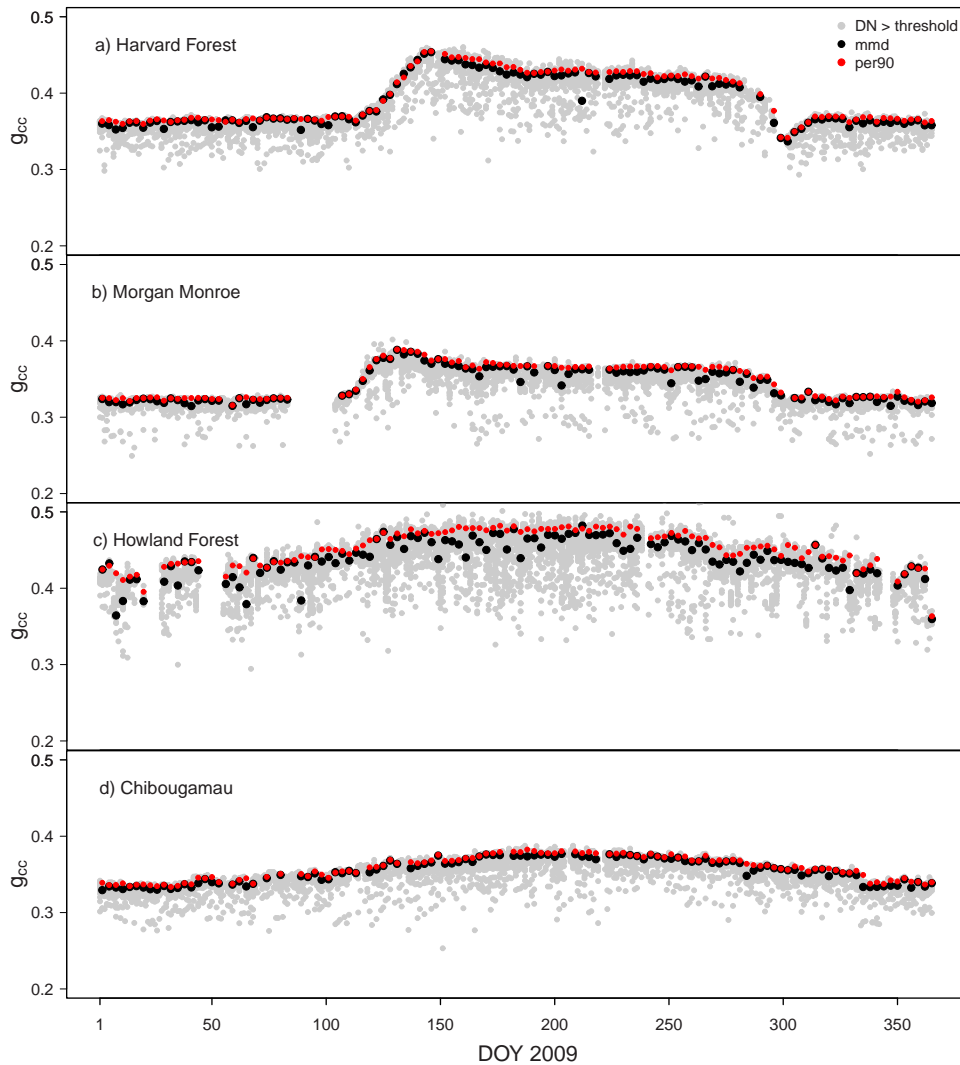 0.5
a) Harvard Forest
DN > threshold
mmd
per90
0.4
gcc
0.3
0.2
0.5
b) Morgan Monroe
0.4
gcc
0.3
0.2
0.5
c) Howland Forest
0.4
gcc
0.3
0.2
0.5
d) Chibougamau
0.4
gcc
0.3
0.2
1 50 100 150 200 250 300 350
DOY 2009